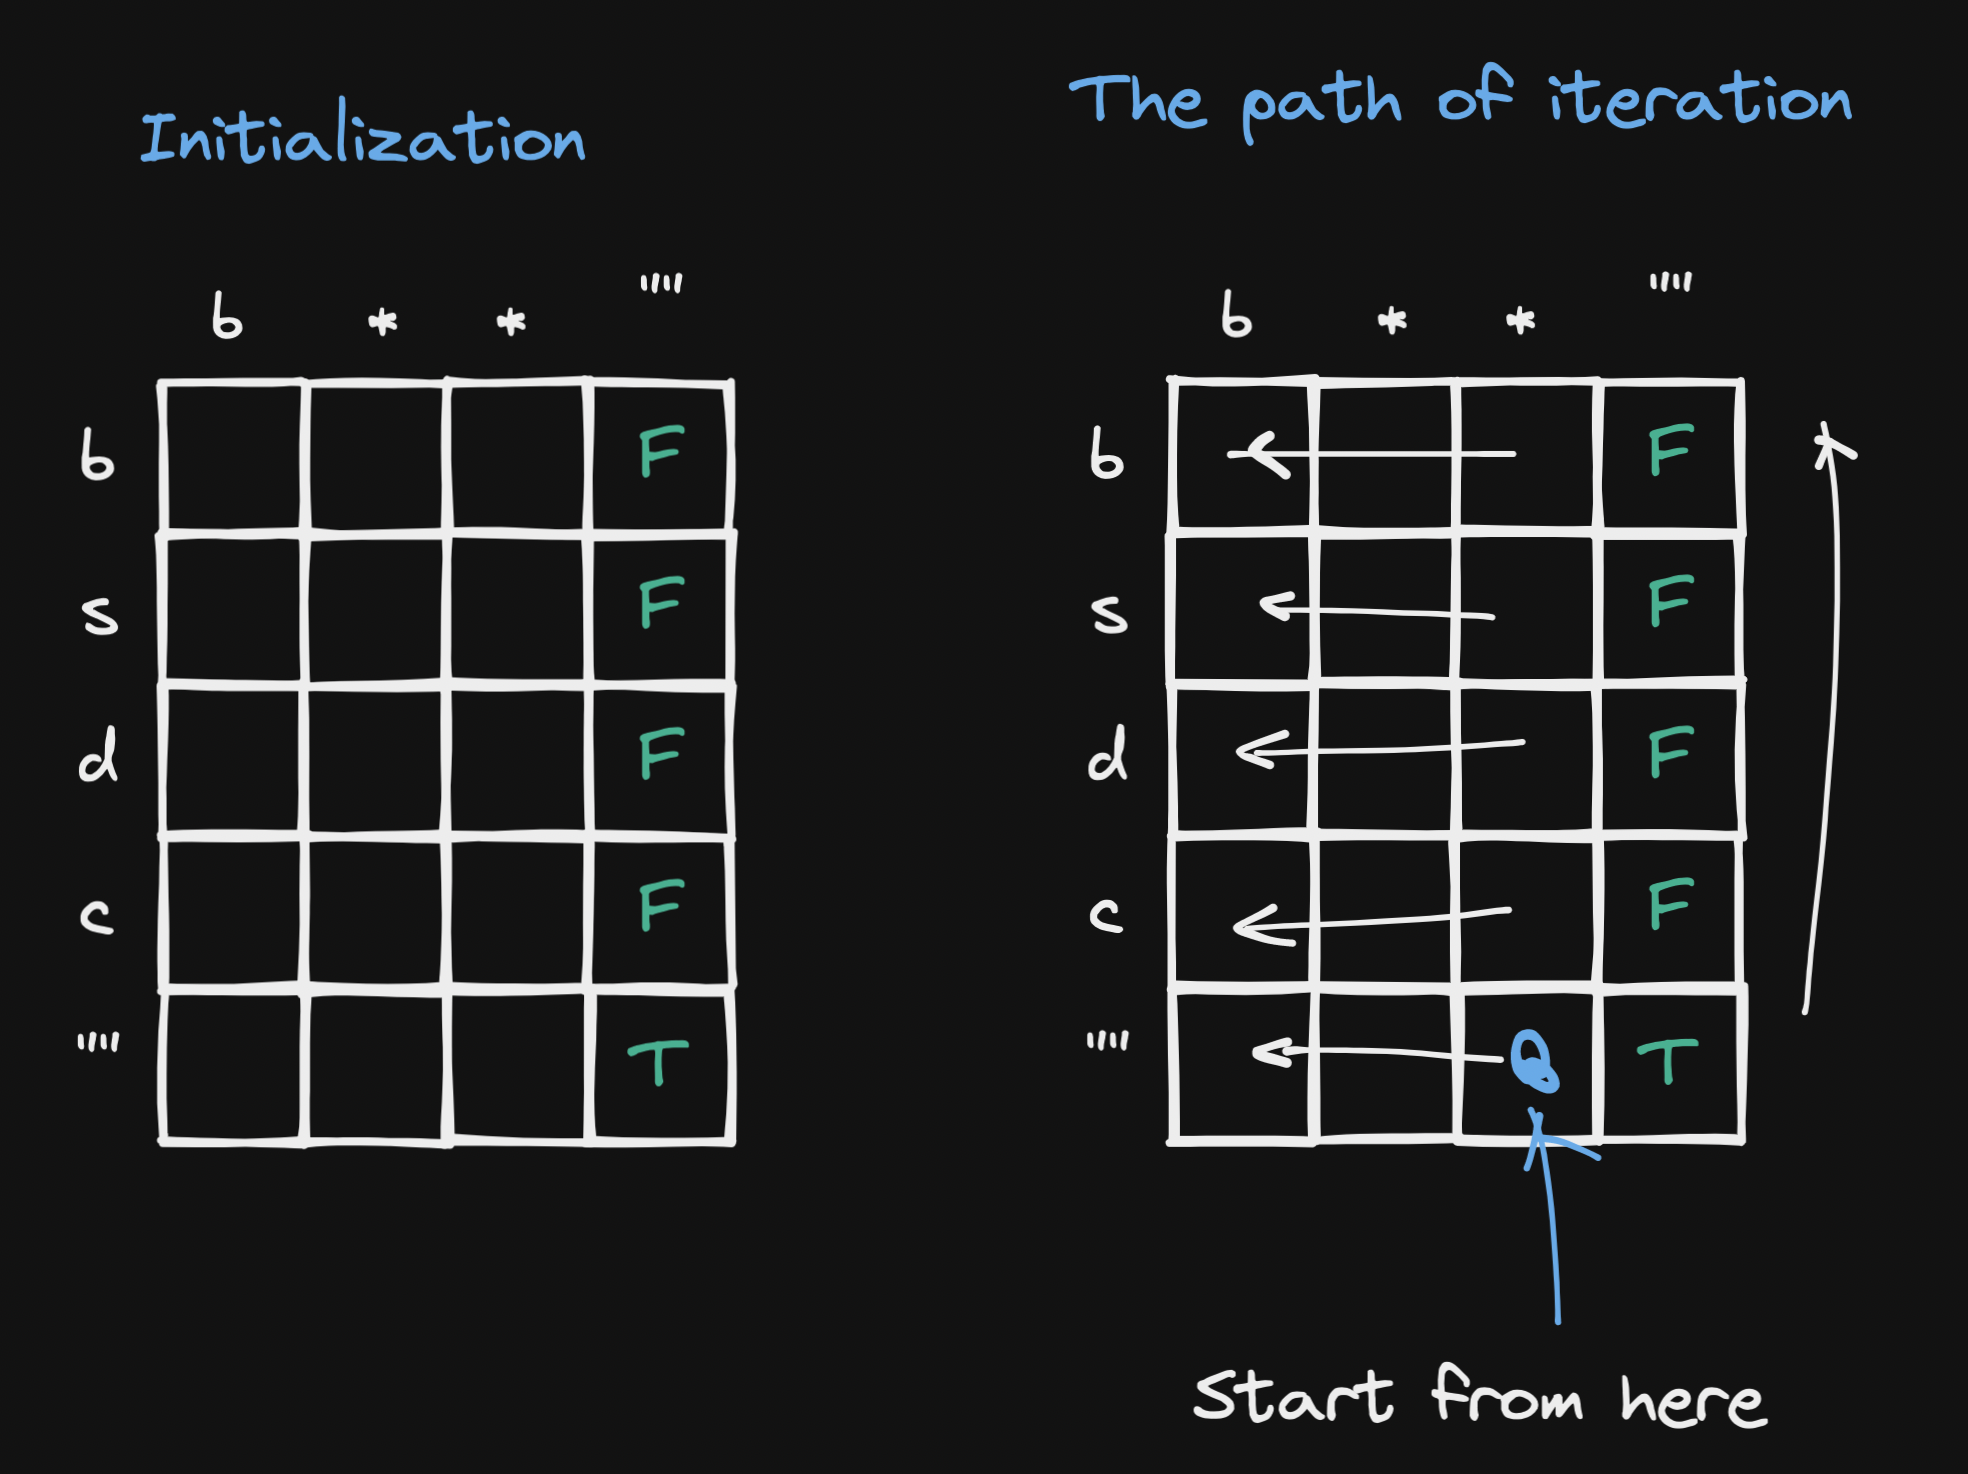 Initialization
""
b * *
b F
s F
d F
c F
"" T
The path of iteration
""
b * *
b F
s F
d F
c F
"" T
Start from here